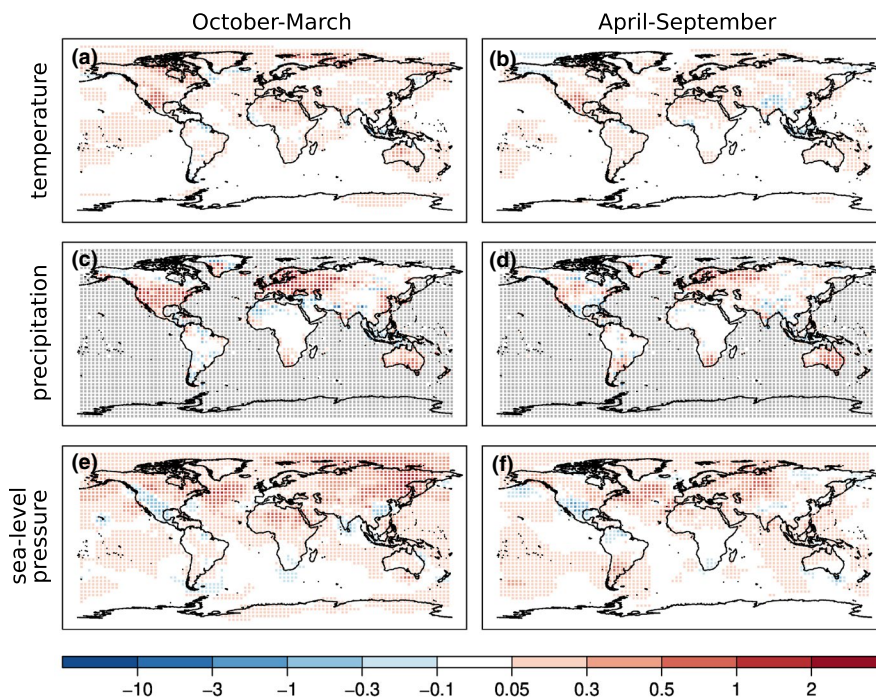 October-March
April-September
temperature
(a)
(b)
precipitation
(c)
(d)
sea-level
pressure
(e)
(f)
−10 −3 −1 −0.3 −0.1 0.05 0.3 0.5 1 2